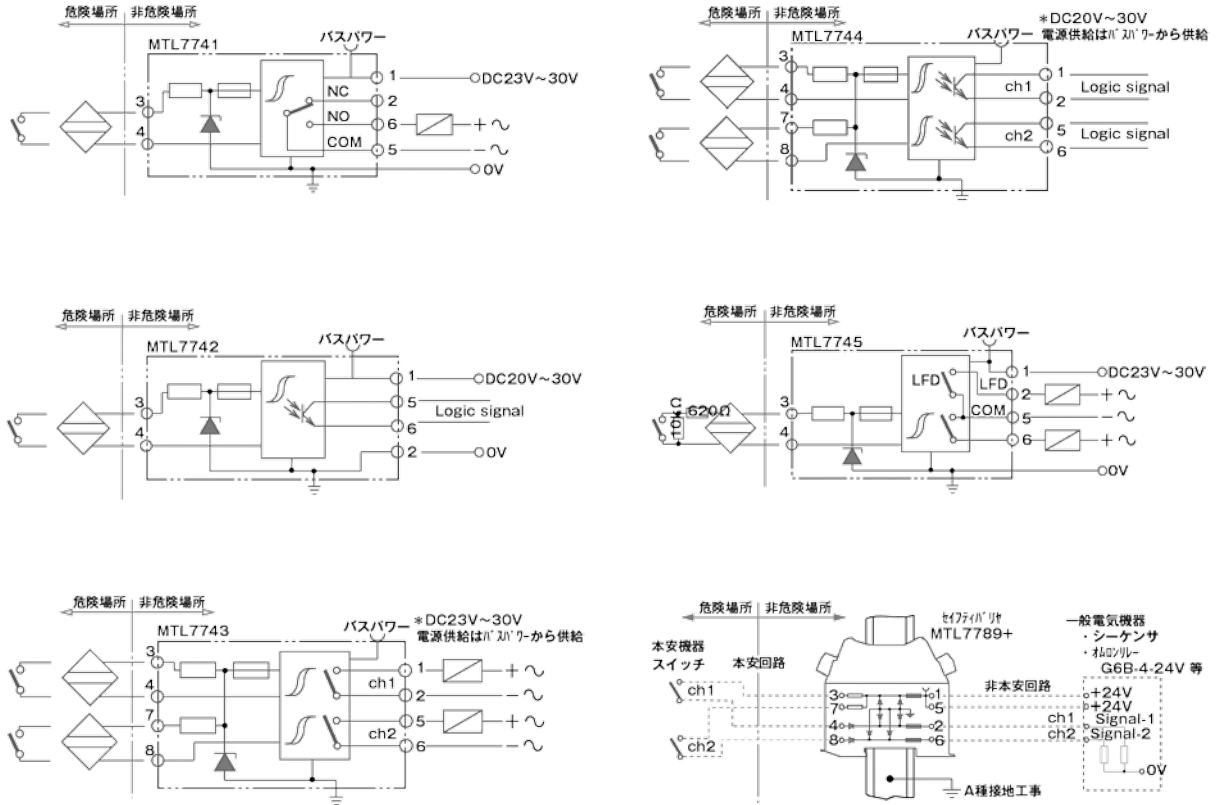 危険場所 非危険場所
バスパワー
MTL7741
1 DC23V～30V
NC
2
3
NO
6 + ～
4
COM
5 － ～
0V
危険場所 非危険場所
＊DC20V～30V
電源供給はﾊﾞｽﾊﾟﾜｰから供給
バスパワー
MTL7744
3
1
ch1 Logic signal
4
2
7
5
ch2 Logic signal
8
6
危険場所 非危険場所
バスパワー
MTL7742
1 DC20V～30V
3
5
Logic signal
4
6
2 0V
危険場所 非危険場所
バスパワー
MTL7745
1 DC23V～30V
LFD LFD
2 + ～
10kΩ 620Ω
3
COM
5 － ～
4
6 + ～
0V
危険場所 非危険場所
＊DC23V～30V
電源供給はﾊﾞｽﾊﾟﾜｰから供給
バスパワー
MTL7743
3
1 + ～
ch1
4
2 － ～
7
5 + ～
ch2
8
6 － ～
危険場所 非危険場所
ｾｲﾌﾃｨﾊﾞﾘﾔ
MTL7789+
一般電気機器
・シーケンサ
・ｵﾑﾛﾝﾘﾚｰ
G6B-4-24V 等
本安機器
スイッチ
本安回路
非本安回路
ch1
3 1 +24V
7 5 +24V
4 2 ch1 Signal-1
8 6 ch2 Signal-2
ch2
0V
A種接地工事